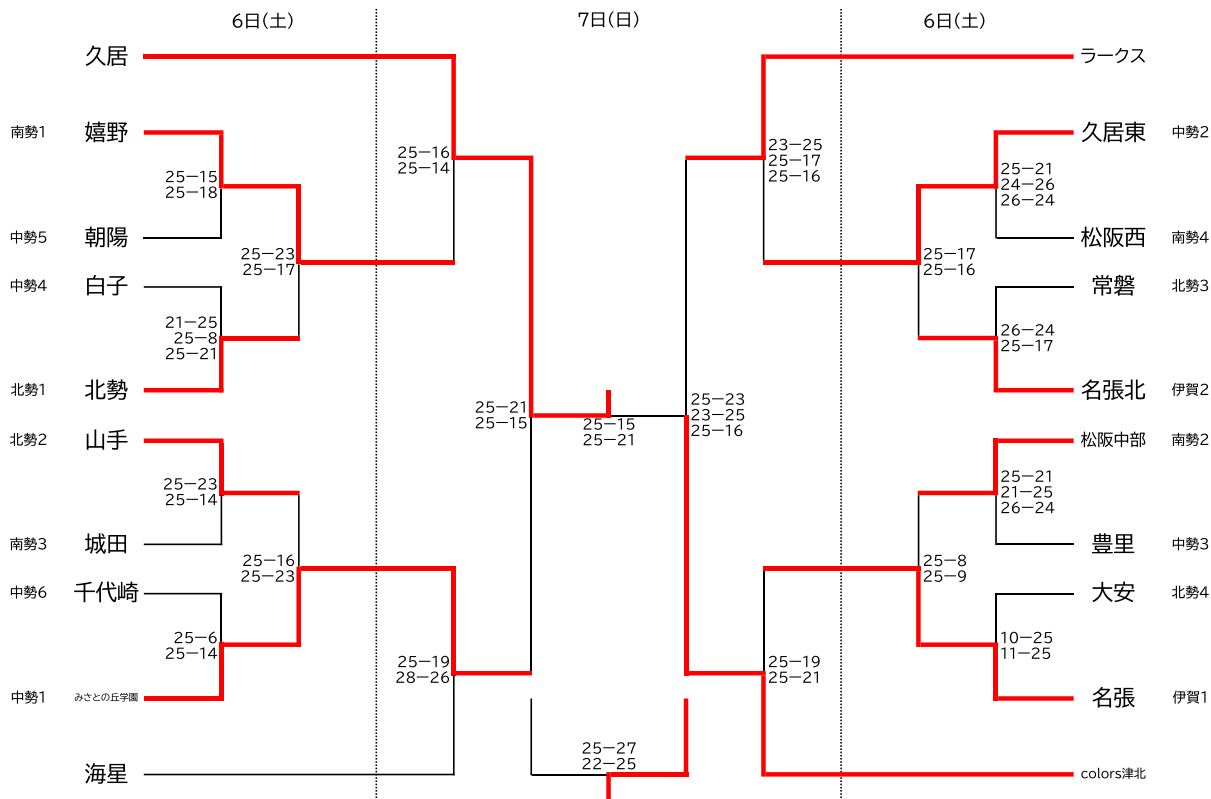 6日(土)
7日(日)
6日(土)
久居
南勢1 嬉野
25－15
25－18
中勢5 朝陽
25－23
25－17
中勢4 白子
21－25
25－8
25－21
北勢1 北勢
25－16
25－14
北勢2 山手
25－23
25－14
南勢3 城田
25－16
25－23
中勢6 千代崎
25－6
25－14
中勢1 みさとの丘学園
25－19
28－26
海星
25－21
25－15
25－15
25－21
25－27
22－25
25－23
23－25
25－16
ラークス
23－25
25－17
25－16
久居東 中勢2
25－21
24－26
26－24
松阪西 南勢4
25－17
25－16
常磐 北勢3
26－24
25－17
名張北 伊賀2
松阪中部 南勢2
25－21
21－25
26－24
豊里 中勢3
25－8
25－9
大安 北勢4
10－25
11－25
名張 伊賀1
25－19
25－21
colors津北